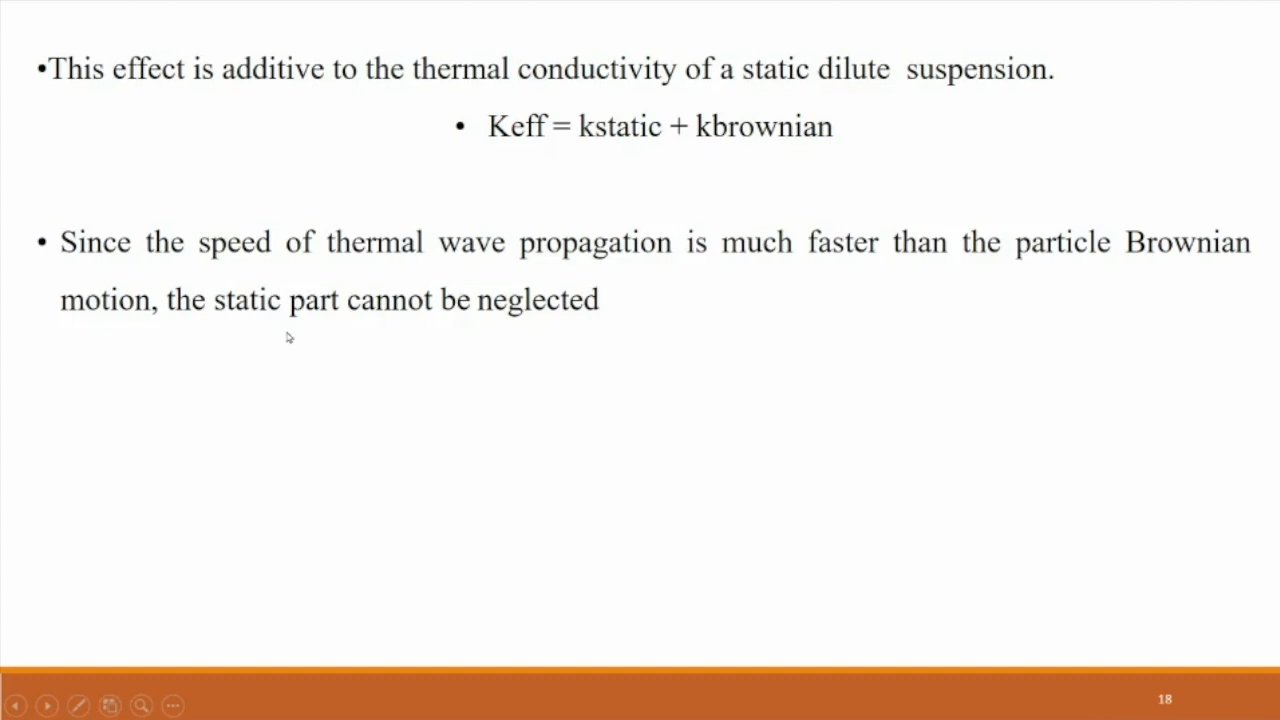 •This effect is additive to the thermal conductivity of a static dilute suspension.
• Keff = kstatic + kbrownian
• Since the speed of thermal wave propagation is much faster than the particle Brownian
motion, the static part cannot be neglected
18